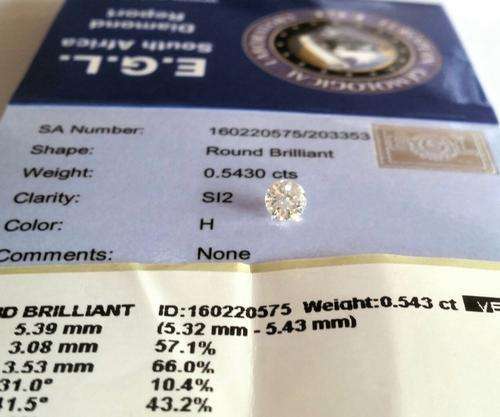 E.G.L.
South Africa
Diamond
Report
SA Number: 160220575/203353
Shape: Round Brilliant
Weight: 0.5430 cts
Clarity: SI2
Color: H
Comments: None
BRILLIANT ID:160220575 Weight:0.543 ct
5.39 mm (5.32 mm - 5.43 mm)
3.08 mm 57.1%
3.53 mm 66.0%
31.0° 10.4%
41.5° 43.2%